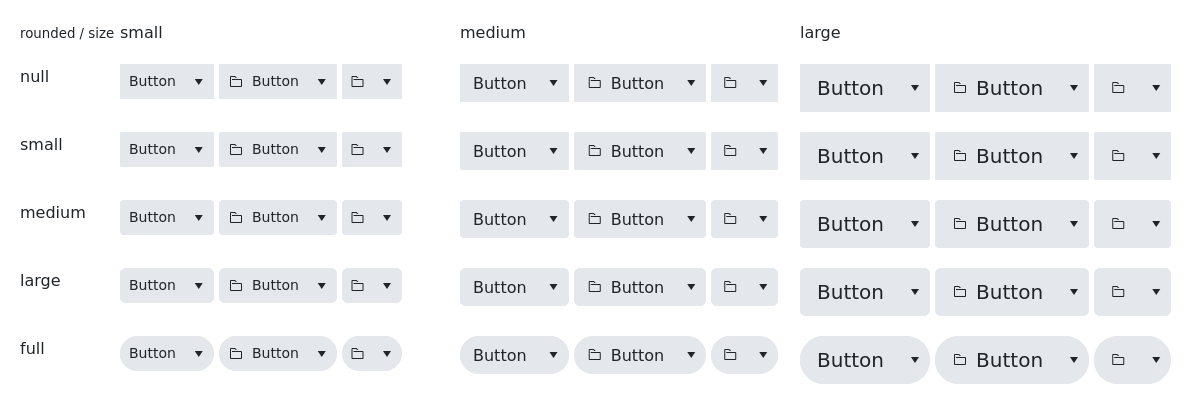 rounded / size small medium large
null Button Button Button Button Button Button
small Button Button Button Button Button Button
medium Button Button Button Button Button Button
large Button Button Button Button Button Button
full Button Button Button Button Button Button